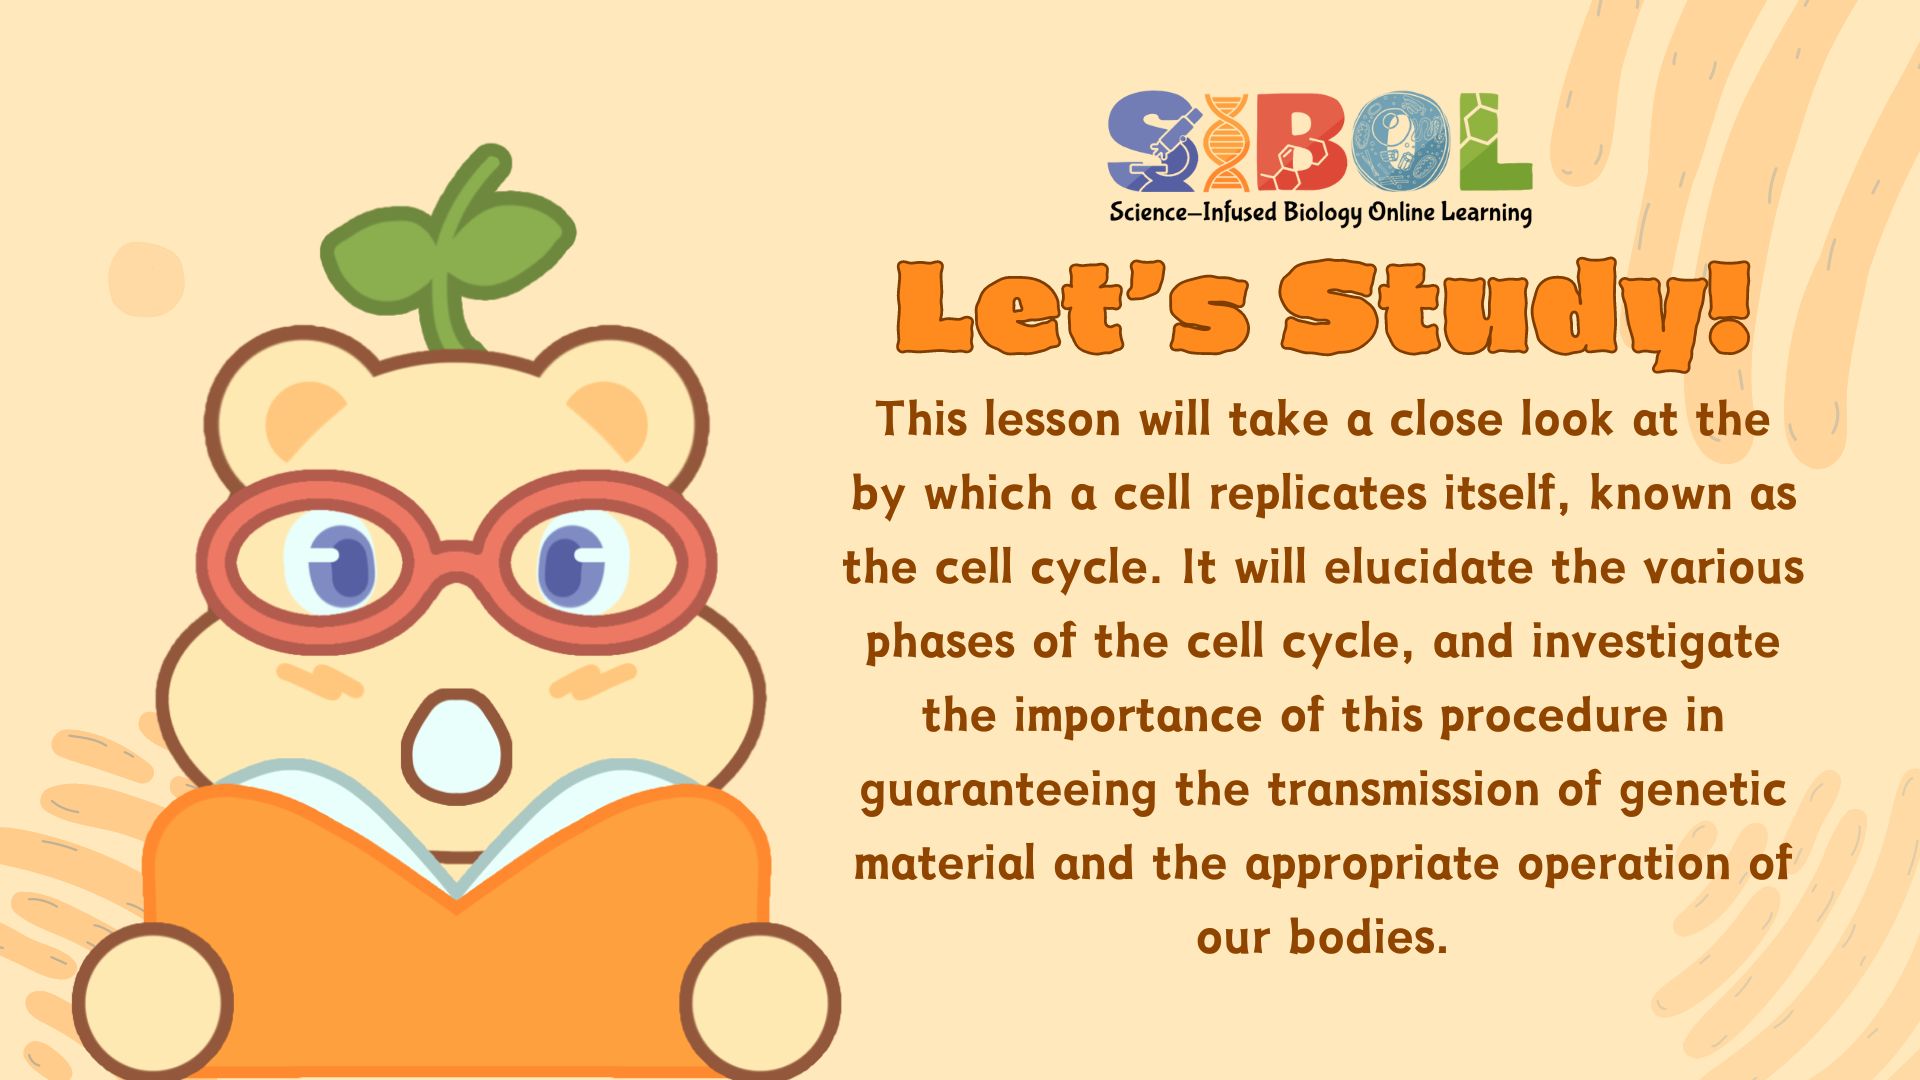 SIBOL
Science-Infused Biology Online Learning
Let's Study!
This lesson will take a close look at the
by which a cell replicates itself, known as
the cell cycle. It will elucidate the various
phases of the cell cycle, and investigate
the importance of this procedure in
guaranteeing the transmission of genetic
material and the appropriate operation of
our bodies.